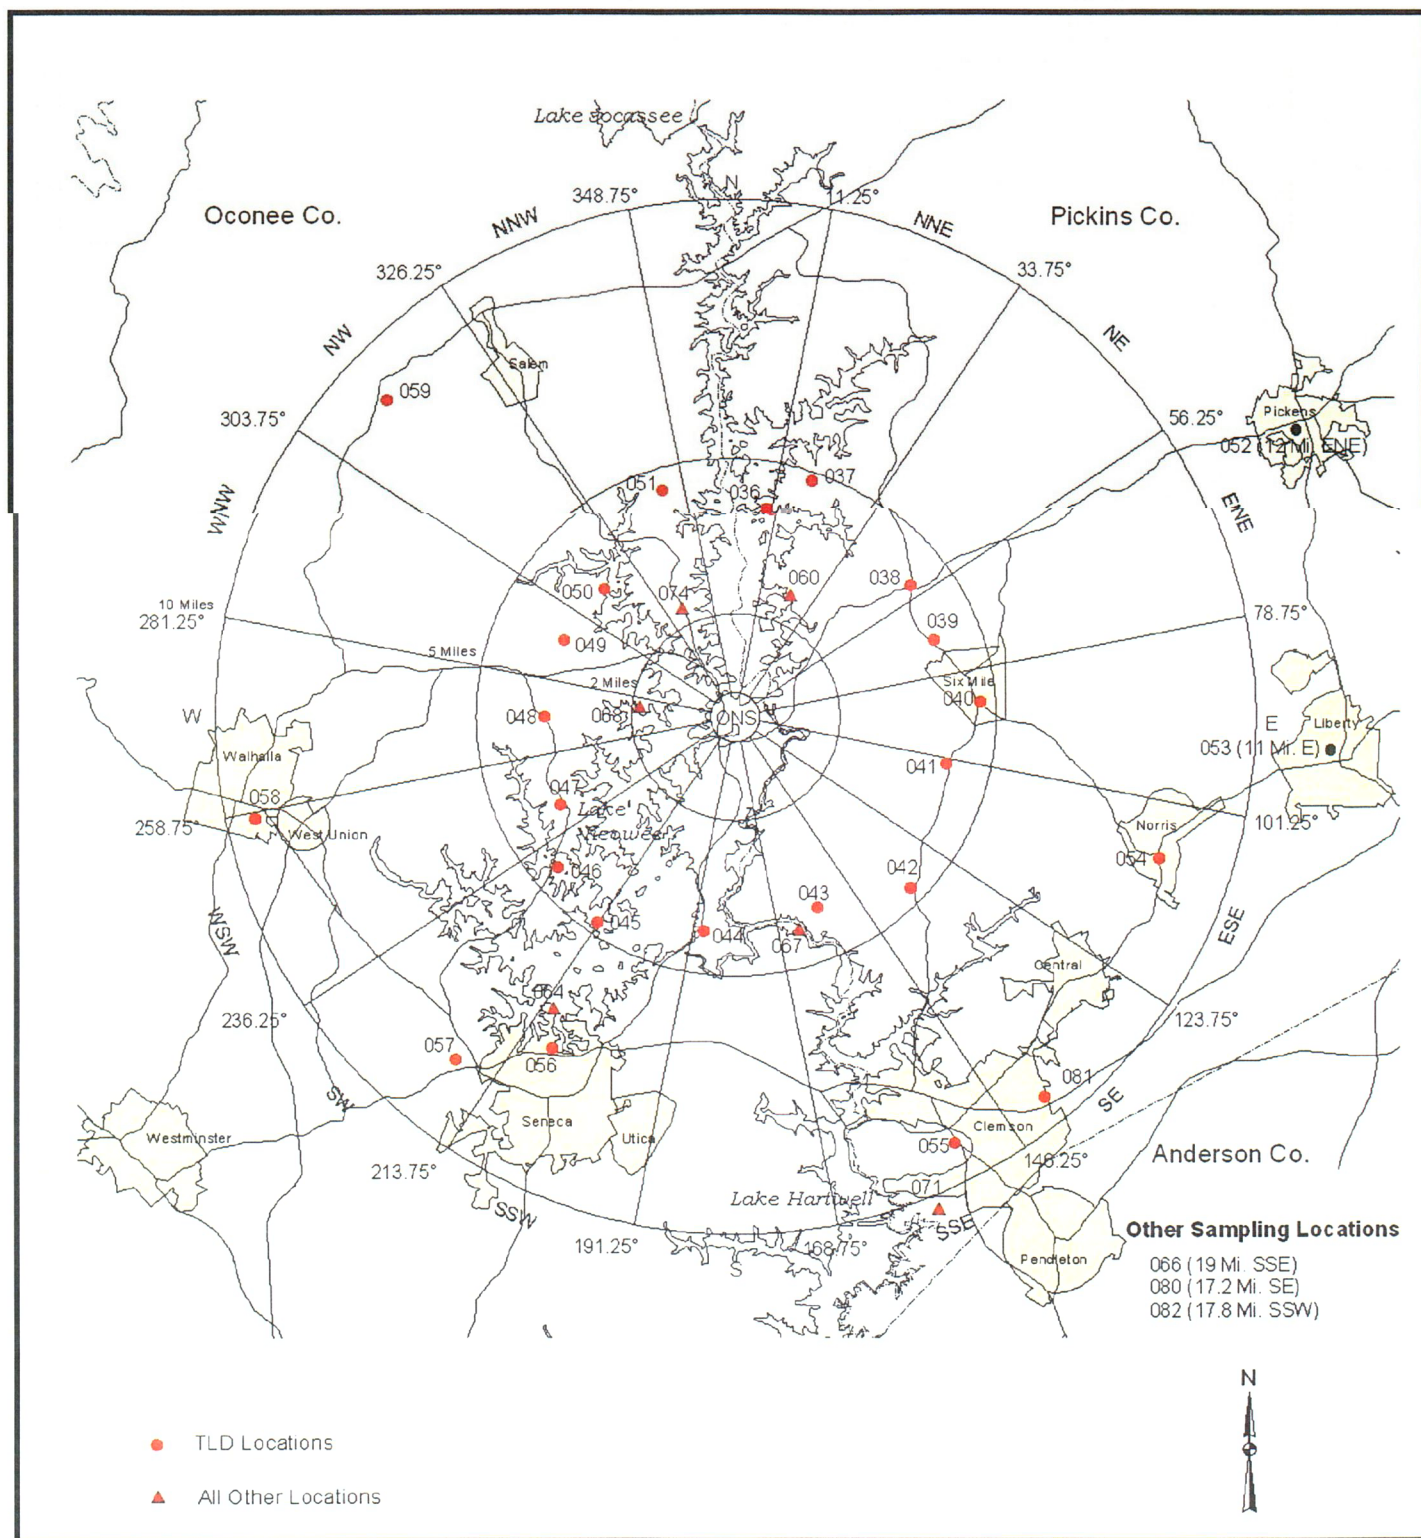 Lake Jocassee
N
348.75°
11.25°
Oconee Co.
NNW
NNE
Pickins Co.
326.25°
33.75°
NW
NE
Salem
059
303.75°
56.25°
Pickens
052 (12 Mi. ENE)
051
036
037
WNW
ENE
050
074
060
038
10 Miles
281.25°
039
78.75°
049
5 Miles
2 Miles
Six Mile
040
W
048
068
ONS
E
Liberty
053 (11 Mi. E)
Walhalla
041
058
047
Lake
Keowee
258.75°
West Union
Norris
101.25°
054
046
042
043
WSW
045
044
067
ESE
Central
064
236.25°
123.75°
057
056
081
SW
SE
Seneca
Clemson
Westminster
Utica
055
146.25°
Anderson Co.
213.75°
071
Lake Hartwell
SSW
SSE
Other Sampling Locations
191.25°
168.75°
S
Pendleton
066 (19 Mi. SSE)
080 (17.2 Mi. SE)
082 (17.8 Mi. SSW)
N
TLD Locations
All Other Locations